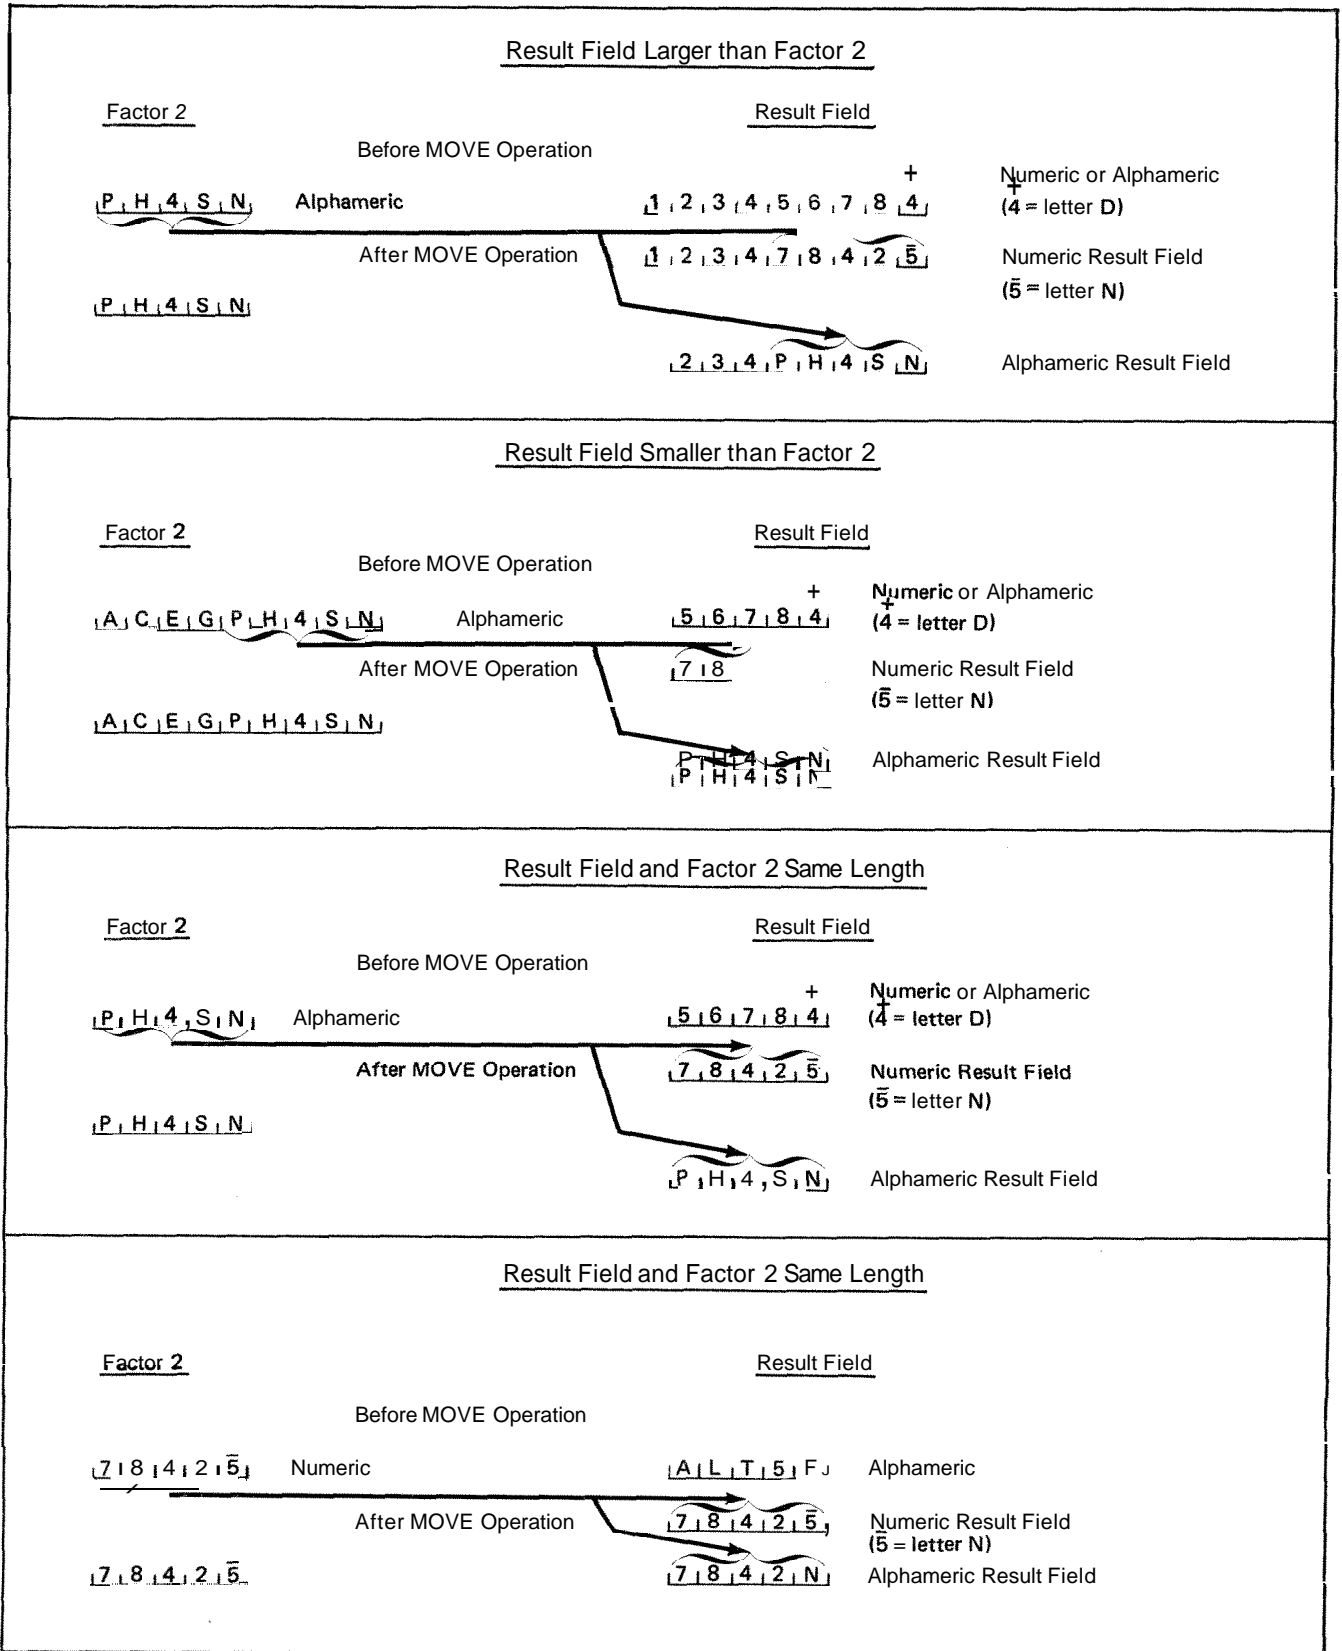 Result Field Larger than Factor 2
Factor 2 Result Field
Before MOVE Operation
+ Numeric or Alphameric
P H 4 S N Alphameric 1 2 3 4 5 6 7 8 4 (4̟ = letter D)
After MOVE Operation 1 2 3 4 7 8 4 2 5̅ Numeric Result Field
(5̅ = letter N)
P H 4 S N
2 3 4 P H 4 S N Alphameric Result Field
Result Field Smaller than Factor 2
Factor 2 Result Field
Before MOVE Operation
+ Numeric or Alphameric
A C E G P H 4 S N Alphameric 5 6 7 8 4 (4̟ = letter D)
After MOVE Operation 7 8 Numeric Result Field
(5̅ = letter N)
A C E G P H 4 S N
P H 4 S N Alphameric Result Field
P H 4 S N
Result Field and Factor 2 Same Length
Factor 2 Result Field
Before MOVE Operation
+ Numeric or Alphameric
P H 4 S N Alphameric 5 6 7 8 4 (4̟ = letter D)
After MOVE Operation 7 8 4 2 5̅ Numeric Result Field
(5̅ = letter N)
P H 4 S N
P H 4 S N Alphameric Result Field
Result Field and Factor 2 Same Length
Factor 2 Result Field
Before MOVE Operation
7 8 4 2 5̅ Numeric A L T 5 F Alphameric
After MOVE Operation 7 8 4 2 5̅ Numeric Result Field
(5̅ = letter N)
7 8 4 2 5̅ 7 8 4 2 N Alphameric Result Field